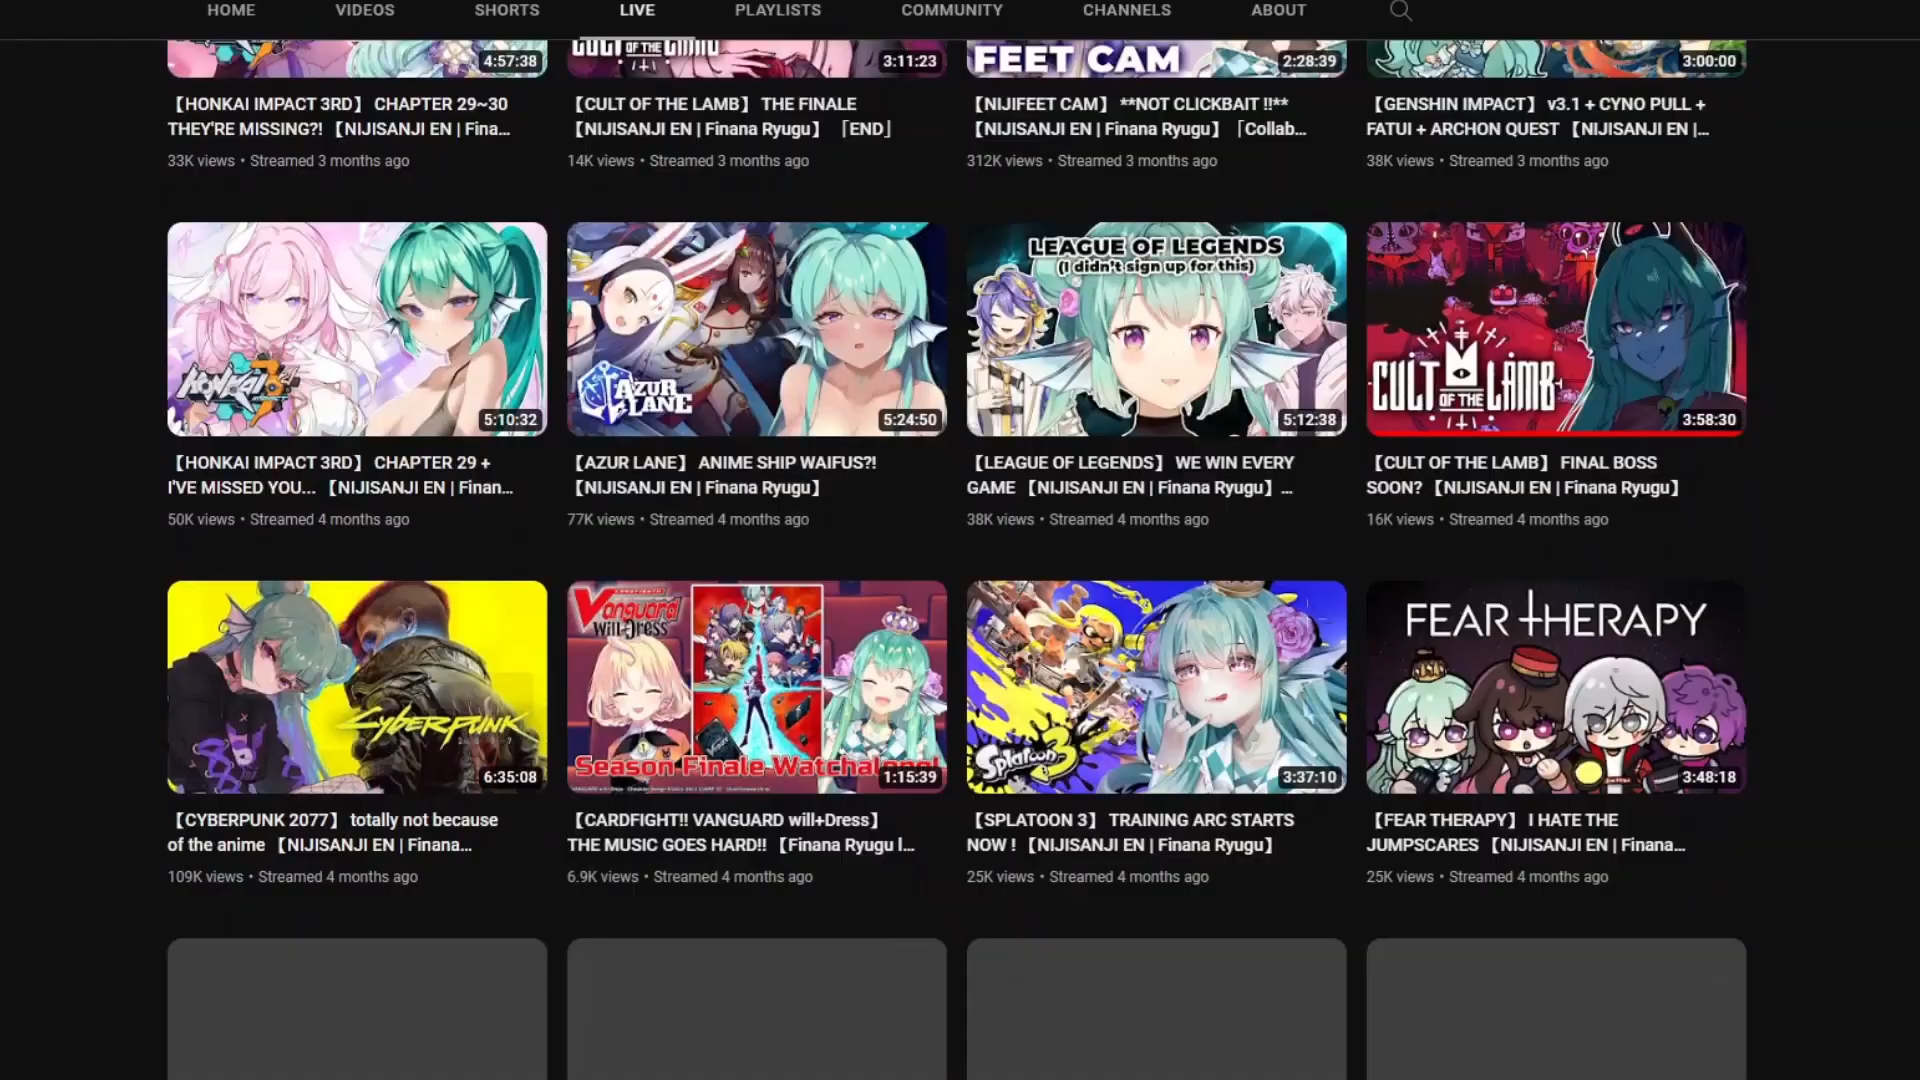 HOME VIDEOS SHORTS LIVE PLAYLISTS COMMUNITY CHANNELS ABOUT
4:57:38
CULT OF THE LAMB
3:11:23
FEET CAM
2:28:39
3:00:00
【HONKAI IMPACT 3RD】 CHAPTER 29~30
THEY'RE MISSING?! 【NIJISANJI EN | Fina...
33K views • Streamed 3 months ago
【CULT OF THE LAMB】 THE FINALE
【NIJISANJI EN | Finana Ryugu】 「END」
14K views • Streamed 3 months ago
【NIJIFEET CAM】 **NOT CLICKBAIT !!**
【NIJISANJI EN | Finana Ryugu】「Collab...
312K views • Streamed 3 months ago
【GENSHIN IMPACT】 v3.1 + CYNO PULL +
FATUI + ARCHON QUEST 【NIJISANJI EN |...
38K views • Streamed 3 months ago
HONKAI
IMPACT 3
5:10:32
AZUR
LANE
5:24:50
LEAGUE OF LEGENDS
(I didn't sign up for this)
5:12:38
CULT OF THE LAMB
3:58:30
【HONKAI IMPACT 3RD】 CHAPTER 29 +
I'VE MISSED YOU... 【NIJISANJI EN | Finan...
50K views • Streamed 4 months ago
【AZUR LANE】 ANIME SHIP WAIFUS?!
【NIJISANJI EN | Finana Ryugu】
77K views • Streamed 4 months ago
【LEAGUE OF LEGENDS】 WE WIN EVERY
GAME 【NIJISANJI EN | Finana Ryugu】...
38K views • Streamed 4 months ago
【CULT OF THE LAMB】 FINAL BOSS
SOON? 【NIJISANJI EN | Finana Ryugu】
16K views • Streamed 4 months ago
Cyberpunk
6:35:08
Vanguard
will+Dress
Season Finale Watchalong!
1:15:39
Splatoon 3
3:37:10
FEAR THERAPY
3:48:18
【CYBERPUNK 2077】 totally not because
of the anime 【NIJISANJI EN | Finana...
109K views • Streamed 4 months ago
【CARDFIGHT!! VANGUARD will+Dress】
THE MUSIC GOES HARD!! 【Finana Ryugu l...
6.9K views • Streamed 4 months ago
【SPLATOON 3】 TRAINING ARC STARTS
NOW ! 【NIJISANJI EN | Finana Ryugu】
25K views • Streamed 4 months ago
【FEAR THERAPY】 I HATE THE
JUMPSCARES 【NIJISANJI EN | Finana...
25K views • Streamed 4 months ago